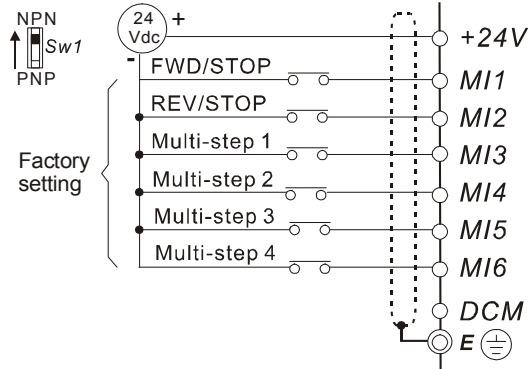 NPN
Sw1
PNP
24
Vdc
+
-
+24V
FWD/STOP
MI1
REV/STOP
MI2
Multi-step 1
MI3
Factory
setting
Multi-step 2
MI4
Multi-step 3
MI5
Multi-step 4
MI6
DCM
E